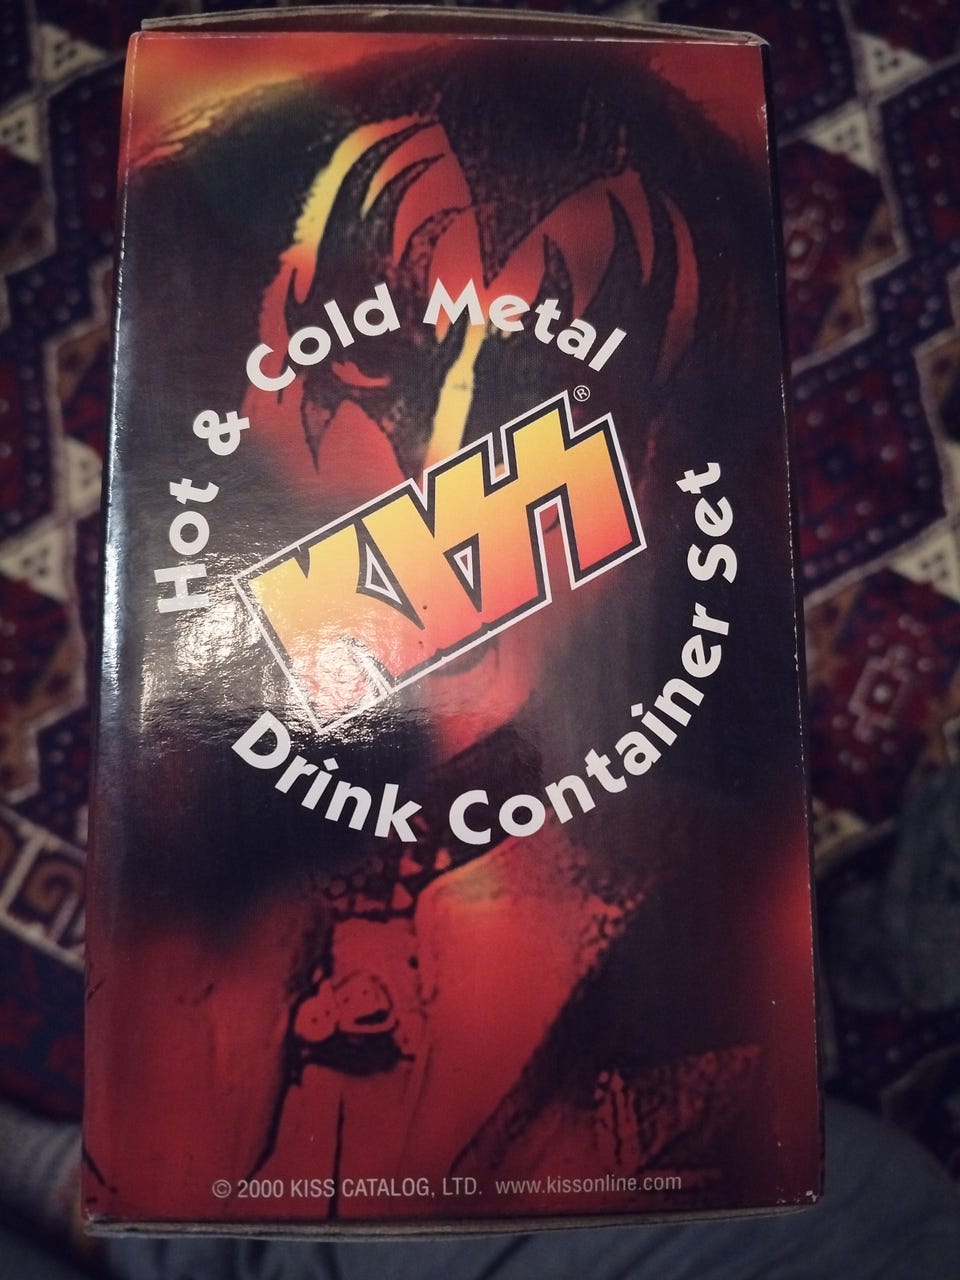 Hot & Cold Metal
KISS®
Drink Container Set
© 2000 KISS CATALOG, LTD. www.kissonline.com